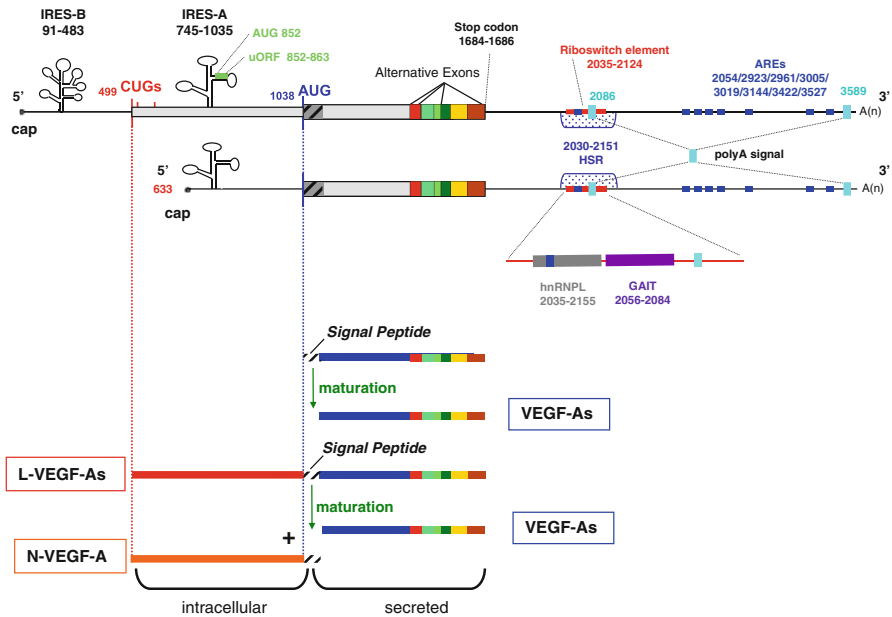 IRES-B
91-483
IRES-A
745-1035
AUG 852
uORF 852-863
Stop codon
1684-1686
Riboswitch element
2035-2124
AREs
2054/2923/2961/3005/
3019/3144/3422/3527
Alternative Exons
499 CUGs
1038 AUG
2086
3589
5'
3'
cap
A(n)
2030-2151
HSR
polyA signal
5'
3'
633
cap
A(n)
hnRNPL
2035-2155
GAIT
2056-2084
Signal Peptide
maturation
VEGF-As
Signal Peptide
L-VEGF-As
maturation
VEGF-As
+
N-VEGF-A
intracellular
secreted